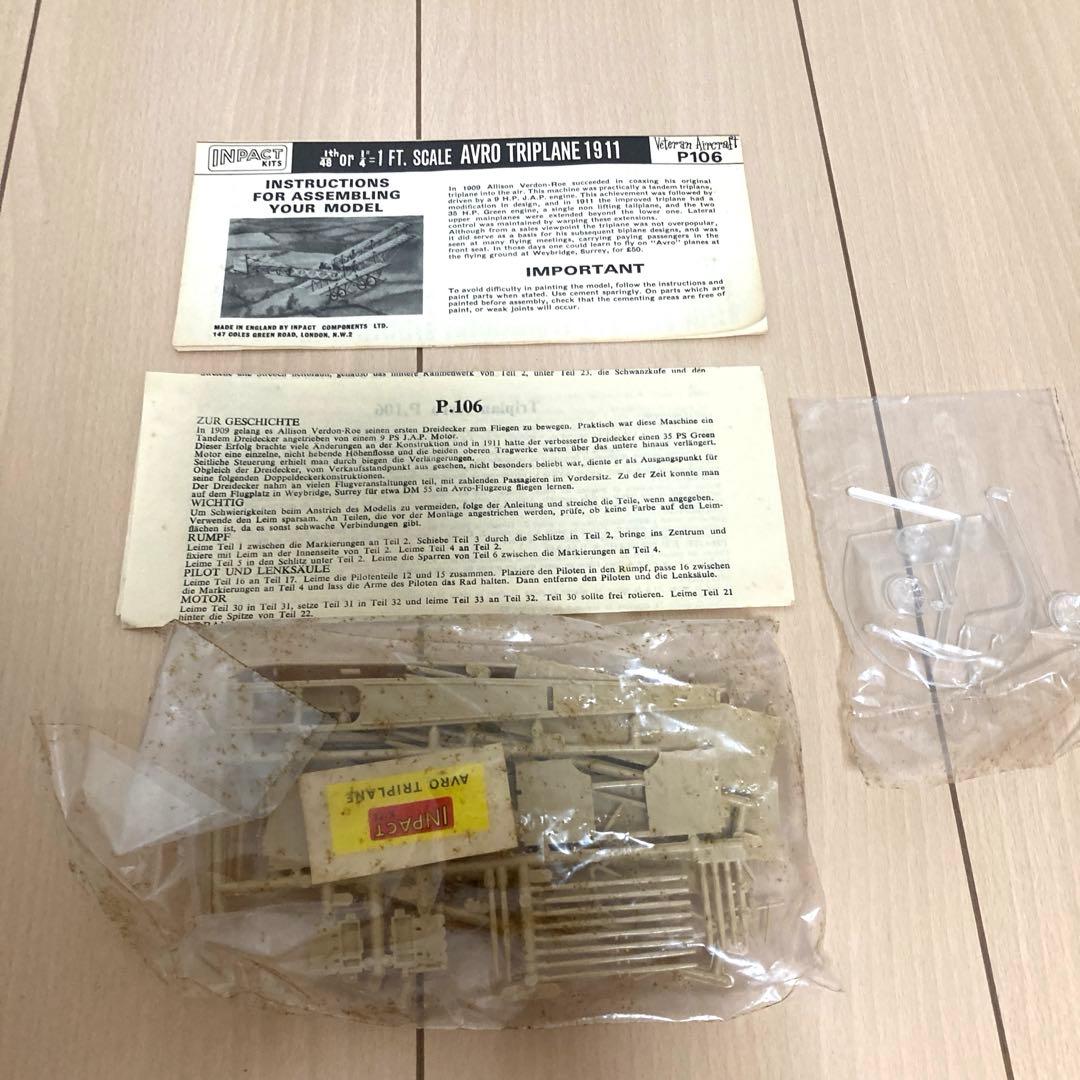 INPACT
KITS
1/48th or 1/4" = 1 FT. SCALE AVRO TRIPLANE 1911
Veteran Aircraft
P106
INSTRUCTIONS
FOR ASSEMBLING
YOUR MODEL
MADE IN ENGLAND BY INPACT COMPONENTS LTD.
147 COLES GREEN ROAD, LONDON, N.W.2
In 1909 Allison Verdon-Roe succeeded in coaxing his original
triplane into the air. This machine was practically a tandem triplane,
driven by a 9 H.P. J.A.P. engine. This achievement was followed by
modification in design, and in 1911 the improved triplane had a
35 H.P. Green engine, a single non lifting tailplane, and the two
upper mainplanes were extended beyond the lower one. Lateral
control was maintained by warping these extensions.
Although from a sales viewpoint the triplane was not overpopular,
it did serve as a basis for his subsequent biplane designs, and was
seen at many flying meetings, carrying paying passengers in the
front seat. In those days one could learn to fly on "Avro" planes at
the flying ground at Weybridge, Surrey, for £50.
IMPORTANT
To avoid difficulty in painting the model, follow the instructions and
paint parts when stated. Use cement sparingly. On parts which are
painted before assembly, check that the cementing areas are free of
paint, or weak joints will occur.
genauso das mittlere Rahmenwerk von Teil 2, unter Teil 23, die Schwanzkufe und den
P.106
ZUR GESCHICHTE
In 1909 gelang es Allison Verdon-Roe seinen ersten Dreidecker zum Fliegen zu bewegen. Praktisch war diese Maschine ein
Tandem Dreidecker angetrieben von einem 9 PS J.A.P. Motor.
Dieser Erfolg brachte viele Änderungen an der Konstruktion und in 1911 hatte der verbesserte Dreidecker einen 35 PS Green
Motor eine einzelne, nicht hebende Höhenflosse und die beiden oberen Tragwerke waren über das untere hinaus verlängert.
Seitliche Steuerung erhielt man durch biegen die Verlängerungen.
Obgleich der Dreidecker, vom Verkaufsstandpunkt aus gesehen, nicht besonders beliebt war, diente er als Ausgangspunkt für
seine folgenden Doppeldeckerkonstruktionen.
Der Dreidecker nahm an vielen Flugveranstaltungen teil, mit zahlenden Passagieren im Vordersitz. Zu der Zeit konnte man
auf dem Flugplatz in Weybridge, Surrey für etwa DM 55 ein Avro-Flugzeug fliegen lernen.
WICHTIG
Um Schwierigkeiten beim Anstrich des Modells zu vermeiden, folge der Anleitung und streiche die Teile, wenn angegeben.
Verwende den Leim sparsam. An Teilen, die vor der Montage angestrichen werden, prüfe, ob keine Farbe auf den Leim-
flächen ist, da es sonst schwache Verbindungen gibt.
RUMPF
Leime Teil 1 zwischen die Markierungen an Teil 2. Schiebe Teil 3 durch die Schlitze in Teil 2, bringe ins Zentrum und
fixiere mit Leim an der Innenseite von Teil 2. Leime Teil 4 an Teil 2.
Leime Teil 5 in den Schlitz unter Teil 2. Leime die Sparren von Teil 6 zwischen die Markierungen an Teil 4.
PILOT UND LENKSÄULE
Leime Teil 16 an Teil 17. Leime die Pilotenteile 12 und 15 zusammen. Plaziere den Piloten in den Rumpf, passe 16 zwischen
die Markierungen an Teil 4 und lass die Arme des Piloten das Rad halten. Dann entferne den Piloten und die Lenksäule.
MOTOR
Leime Teil 30 in Teil 31, setze Teil 31 in Teil 32 und leime Teil 33 an Teil 32. Teil 30 sollte frei rotieren. Leime Teil 21
hinter die Spitze von Teil 22.
AVRO TRIPLANE
INPACT
KITS